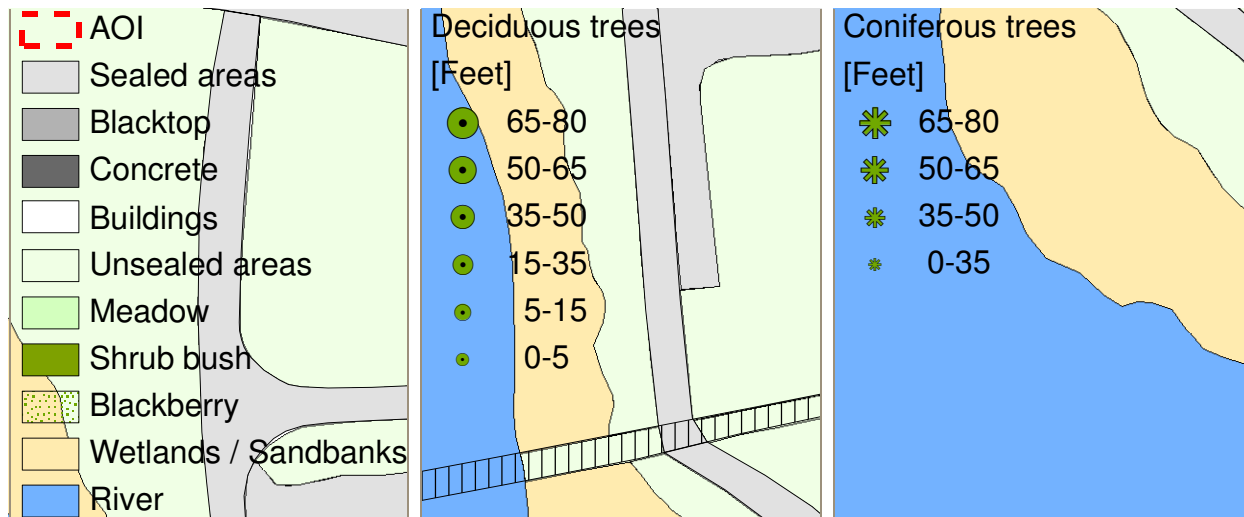 AOI
Sealed areas
Blacktop
Concrete
Buildings
Unsealed areas
Meadow
Shrub bush
Blackberry
Wetlands / Sandbanks
River
Deciduous trees
[Feet]
65-80
50-65
35-50
15-35
5-15
0-5
Coniferous trees
[Feet]
65-80
50-65
35-50
0-35